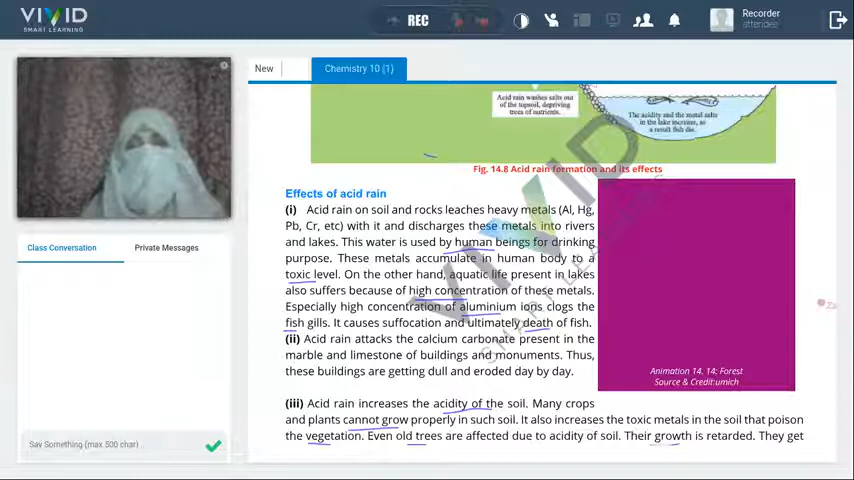 VIVID
SMART LEARNING
REC
Recorder
attendee
New
Chemistry 10 (1)
Acid rain washes salts out
of the topsoil, depriving
trees of nutrients.
The acidity and the metal salts
in the lake increase, as
a result fish die.
Fig. 14.8 Acid rain formation and its effects
Effects of acid rain
(i) Acid rain on soil and rocks leaches heavy metals (Al, Hg,
Pb, Cr, etc) with it and discharges these metals into rivers
and lakes. This water is used by human beings for drinking
purpose. These metals accumulate in human body to a
toxic level. On the other hand, aquatic life present in lakes
also suffers because of high concentration of these metals.
Especially high concentration of aluminium ions clogs the
fish gills. It causes suffocation and ultimately death of fish.
(ii) Acid rain attacks the calcium carbonate present in the
marble and limestone of buildings and monuments. Thus,
these buildings are getting dull and eroded day by day.
Animation 14. 14; Forest
Source & Credit:umich
(iii) Acid rain increases the acidity of the soil. Many crops
and plants cannot grow properly in such soil. It also increases the toxic metals in the soil that poison
the vegetation. Even old trees are affected due to acidity of soil. Their growth is retarded. They get
Class Conversation
Private Messages
Say Something (max 500 char)
VIVID
SMART LEARNING